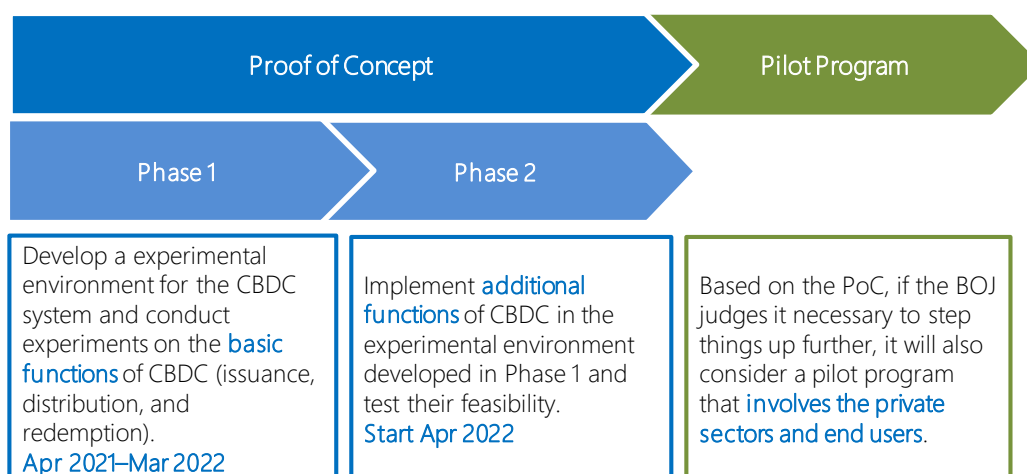 Proof of Concept
Pilot Program
Phase 1
Phase 2
Develop a experimental
environment for the CBDC
system and conduct
experiments on the basic
functions of CBDC (issuance,
distribution, and
redemption).
Apr 2021–Mar 2022
Implement additional
functions of CBDC in the
experimental environment
developed in Phase 1 and
test their feasibility.
Start Apr 2022
Based on the PoC, if the BOJ
judges it necessary to step
things up further, it will also
consider a pilot program
that involves the private
sectors and end users.